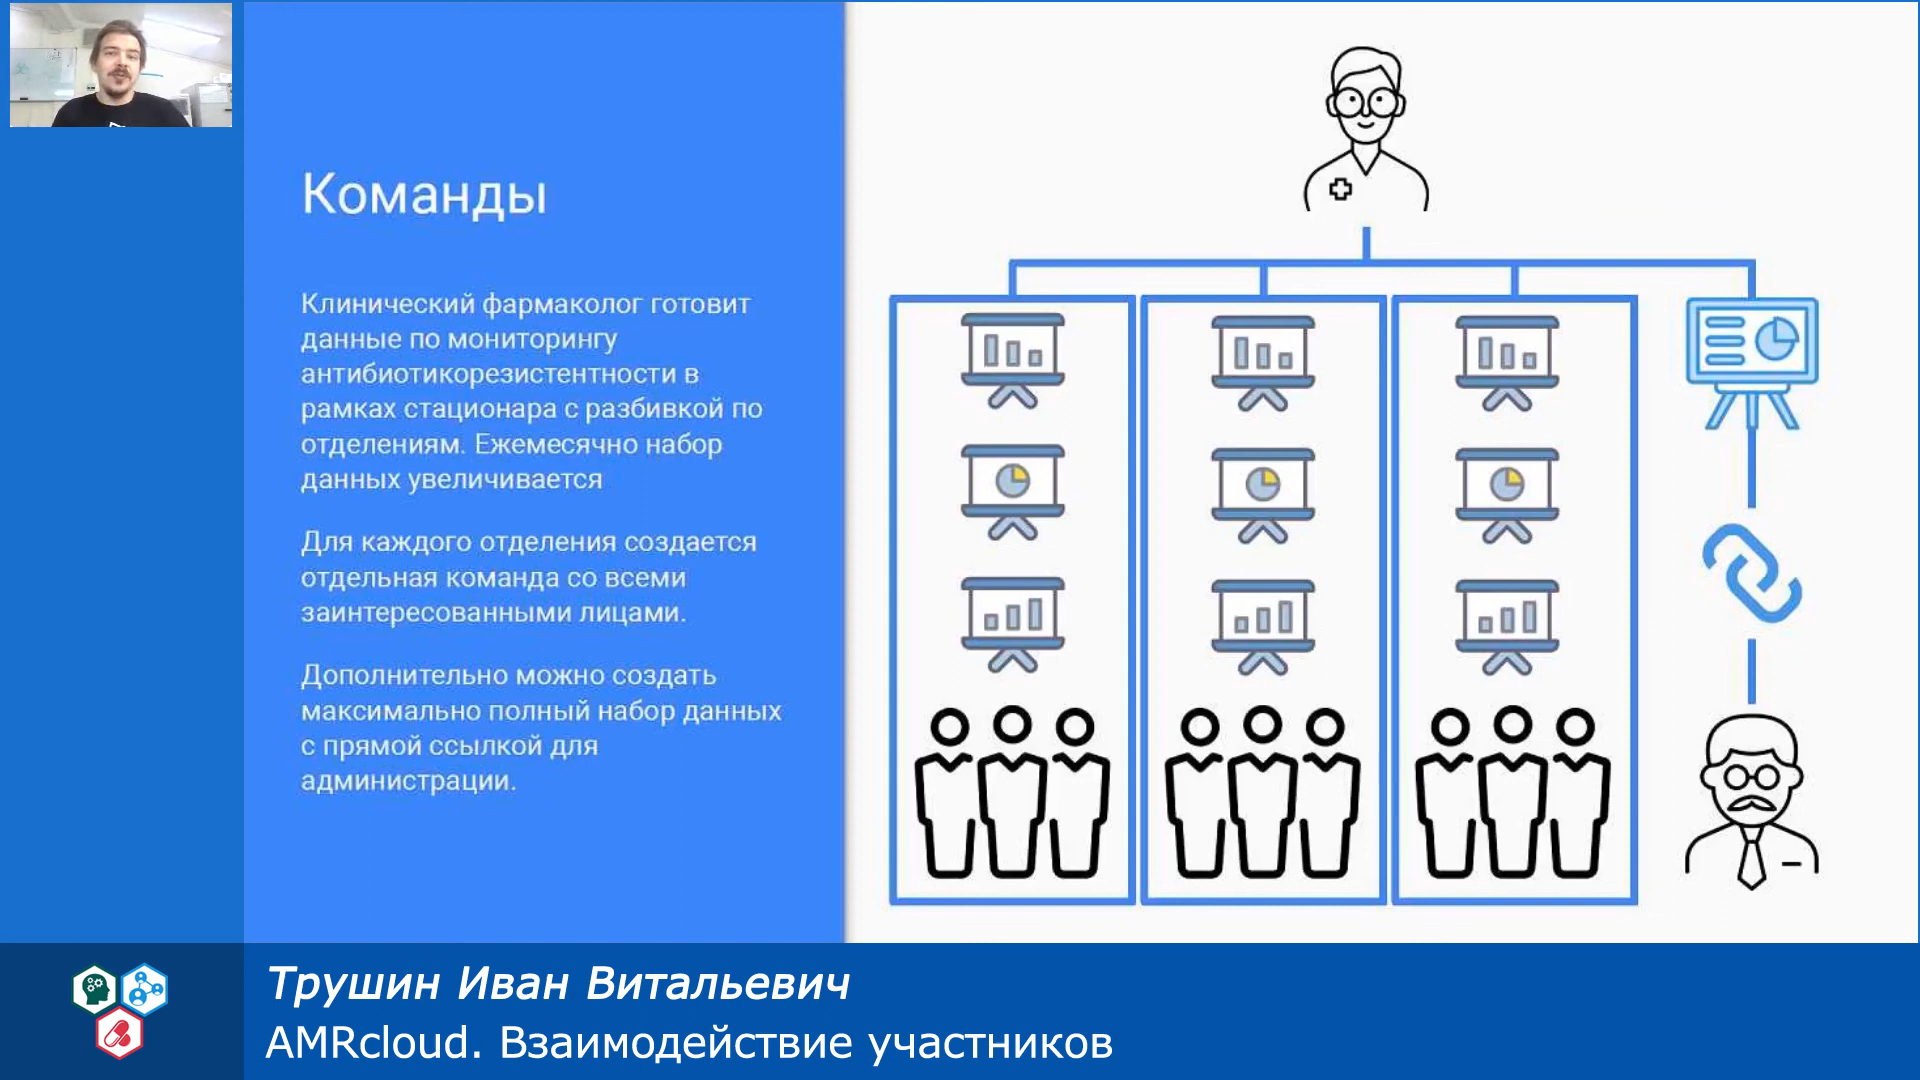 Команды
Клинический фармаколог готовит
данные по мониторингу
антибиотикорезистентности в
рамках стационара с разбивкой по
отделениям. Ежемесячно набор
данных увеличивается
Для каждого отделения создается
отдельная команда со всеми
заинтересованными лицами.
Дополнительно можно создать
максимально полный набор данных
с прямой ссылкой для
администрации.
Трушин Иван Витальевич
AMRcloud. Взаимодействие участников